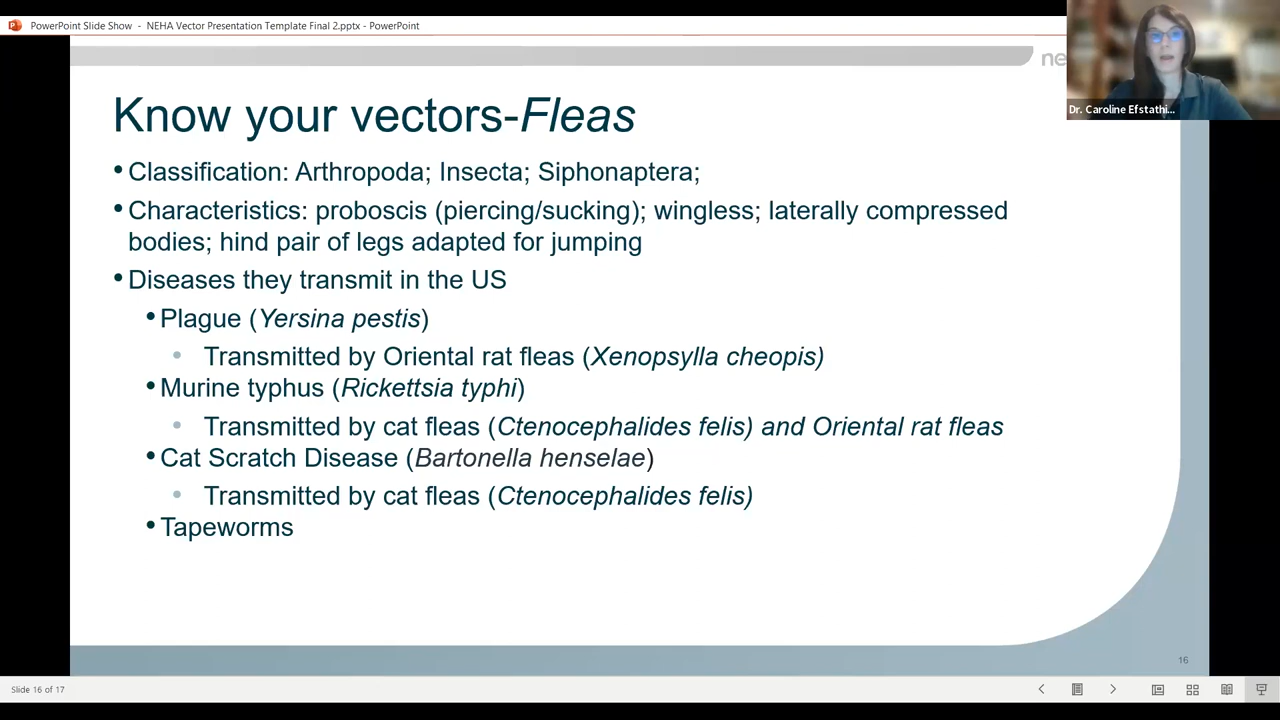 PowerPoint Slide Show - NEHA Vector Presentation Template Final 2.pptx - PowerPoint
ne
Dr. Caroline Efstathi...
Know your vectors-Fleas
•Classification: Arthropoda; Insecta; Siphonaptera;
•Characteristics: proboscis (piercing/sucking); wingless; laterally compressed
bodies; hind pair of legs adapted for jumping
•Diseases they transmit in the US
•Plague (Yersina pestis)
• Transmitted by Oriental rat fleas (Xenopsylla cheopis)
•Murine typhus (Rickettsia typhi)
• Transmitted by cat fleas (Ctenocephalides felis) and Oriental rat fleas
•Cat Scratch Disease (Bartonella henselae)
• Transmitted by cat fleas (Ctenocephalides felis)
•Tapeworms
16
Slide 16 of 17